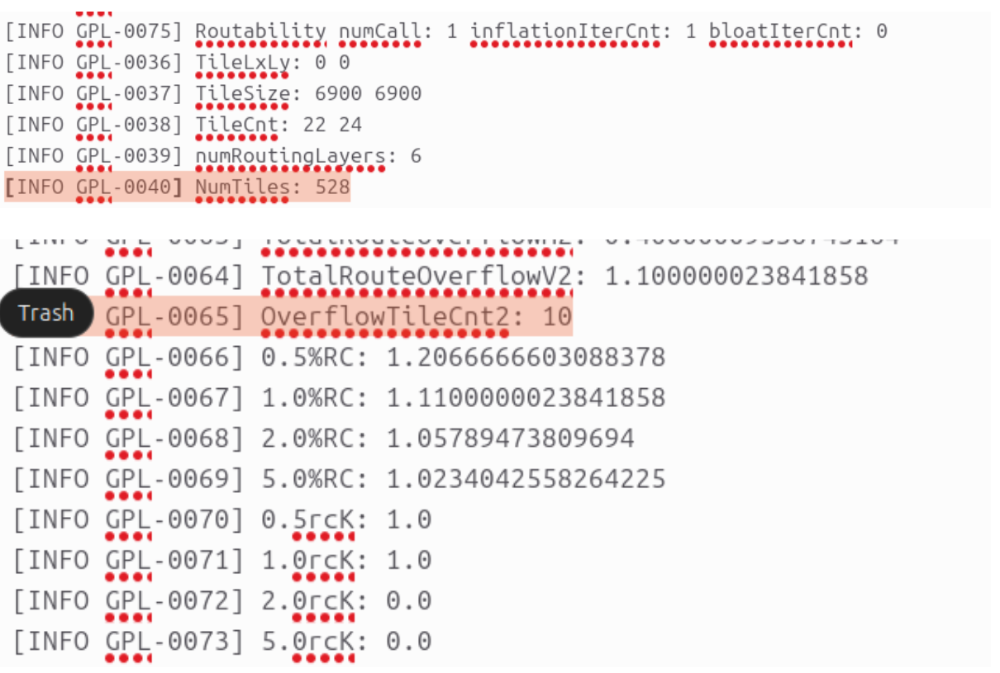 [INFO GPL-0075] Routability numCall: 1 inflationIterCnt: 1 bloatIterCnt: 0
[INFO GPL-0036] TileLxLy: 0 0
[INFO GPL-0037] TileSize: 6900 6900
[INFO GPL-0038] TileCnt: 22 24
[INFO GPL-0039] numRoutingLayers: 6
[INFO GPL-0040] NumTiles: 528
[INFO GPL-0063] TotalRouteOverflowH2:
[INFO GPL-0064] TotalRouteOverflowV2: 1.100000023841858
Trash GPL-0065] OverflowTileCnt2: 10
[INFO GPL-0066] 0.5%RC: 1.2066666603088378
[INFO GPL-0067] 1.0%RC: 1.1100000023841858
[INFO GPL-0068] 2.0%RC: 1.05789473809694
[INFO GPL-0069] 5.0%RC: 1.0234042558264225
[INFO GPL-0070] 0.5rcK: 1.0
[INFO GPL-0071] 1.0rcK: 1.0
[INFO GPL-0072] 2.0rcK: 0.0
[INFO GPL-0073] 5.0rcK: 0.0